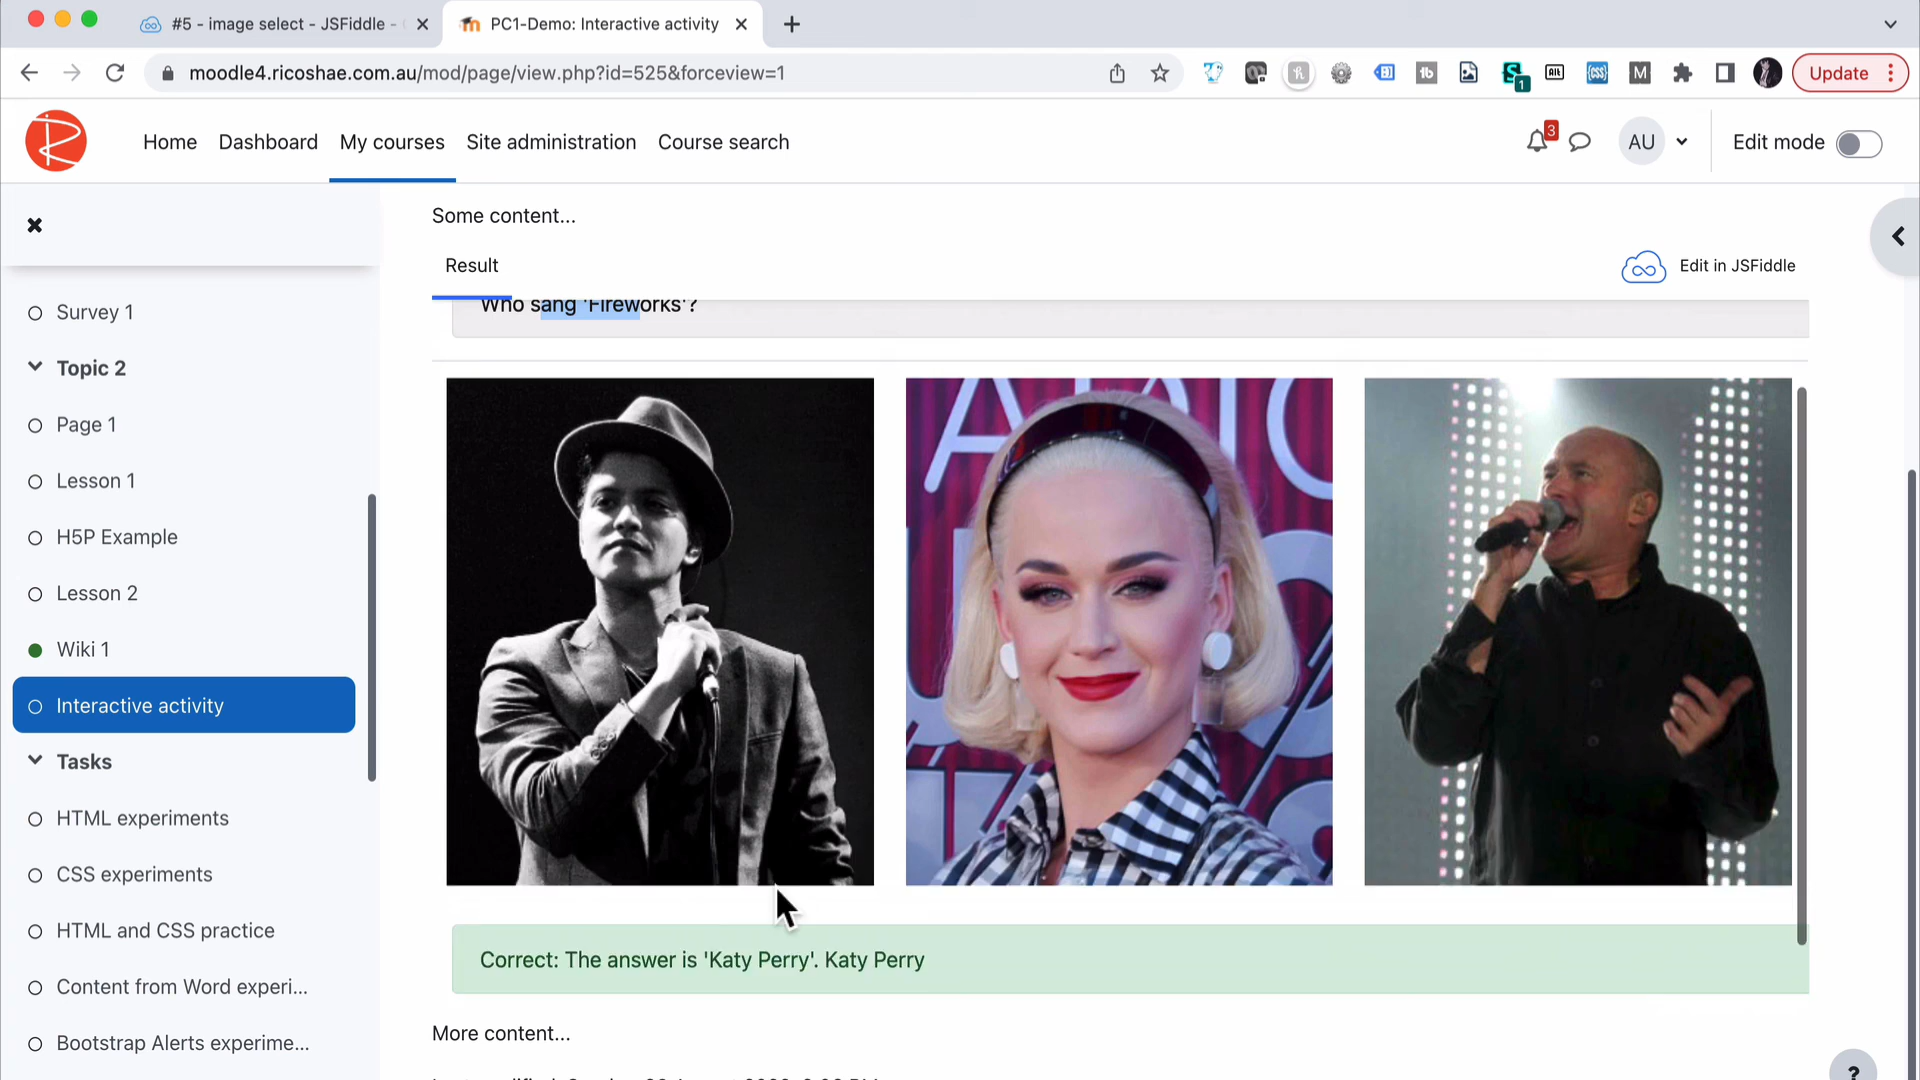 #5 - image select - JSFiddle -
PC1-Demo: Interactive activity
moodle4.ricoshae.com.au/mod/page/view.php?id=525&forceview=1
1
Alt
CSS
M
Update
Home
Dashboard
My courses
Site administration
Course search
3
AU
Edit mode
Some content...
Result
Edit in JSFiddle
Who sang 'Fireworks'?
Survey 1
Topic 2
Page 1
Lesson 1
H5P Example
Lesson 2
Wiki 1
Interactive activity
Tasks
HTML experiments
CSS experiments
HTML and CSS practice
Content from Word experi...
Bootstrap Alerts experime...
Correct: The answer is 'Katy Perry'. Katy Perry
More content...
?